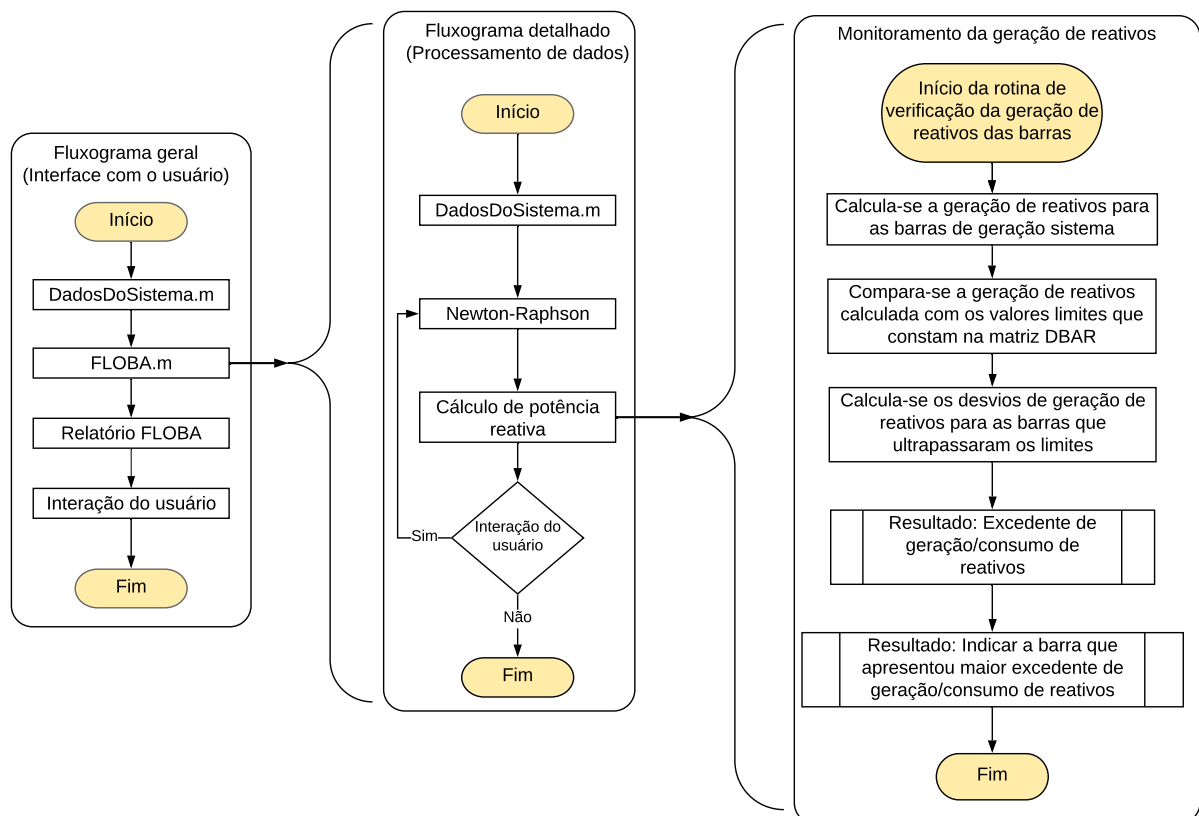 Fluxograma geral
(Interface com o usuário)
Início
DadosDoSistema.m
FLOBA.m
Relatório FLOBA
Interação do usuário
Fim
Fluxograma detalhado
(Processamento de dados)
Início
DadosDoSistema.m
Newton-Raphson
Cálculo de potência
reativa
Interação do
usuário
Sim
Não
Fim
Monitoramento da geração de reativos
Início da rotina de
verificação da geração de
reativos das barras
Calcula-se a geração de reativos para
as barras de geração sistema
Compara-se a geração de reativos
calculada com os valores limites que
constam na matriz DBAR
Calcula-se os desvios de geração de
reativos para as barras que
ultrapassaram os limites
Resultado: Excedente de
geração/consumo de
reativos
Resultado: Indicar a barra que
apresentou maior excedente de
geração/consumo de reativos
Fim